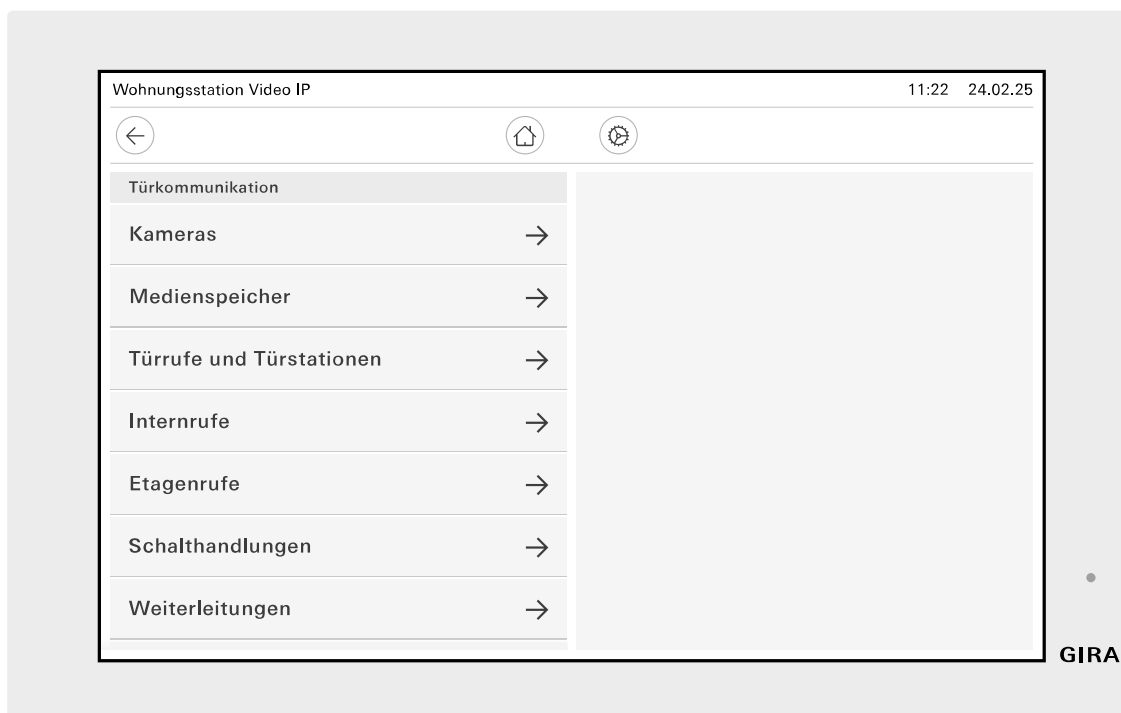 Wohnungsstation Video IP 11:22 24.02.25
Türkommunikation
Kameras
Medienspeicher
Türrufe und Türstationen
Internrufe
Etagenrufe
Schalthandlungen
Weiterleitungen
GIRA